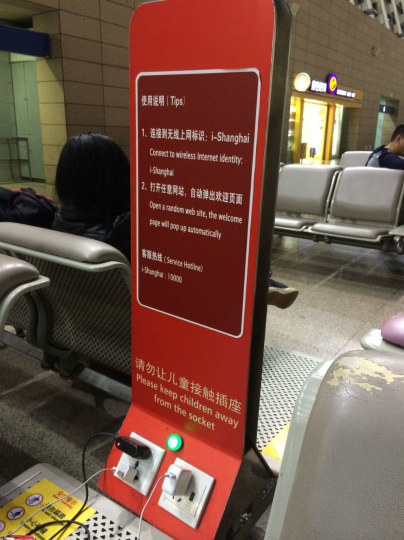 使用说明（Tips）
1、连接到无线上网标识：i-Shanghai
Connect to wireless Internet identity:
i-Shanghai
2、打开任意网站，自动弹出欢迎页面
Open a random web site, the welcome
page will pop up automatically
客服热线（Service Hotline）
i-Shanghai：10000
请勿让儿童接触插座
Please keep children away
from the socket